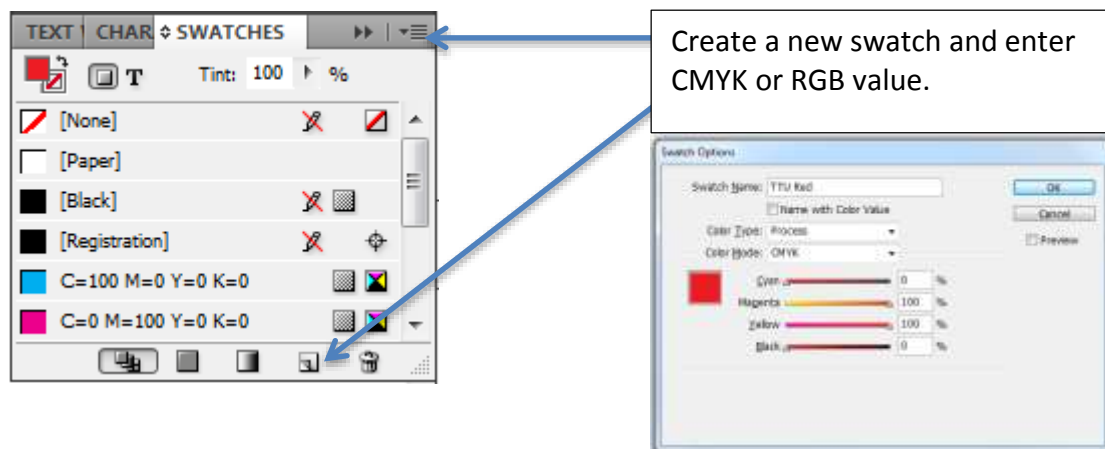 TEXT CHAR SWATCHES
T Tint: 100 %
[None]
[Paper]
[Black]
[Registration]
C=100 M=0 Y=0 K=0
C=0 M=100 Y=0 K=0
Create a new swatch and enter
CMYK or RGB value.
Swatch Options
Swatch Name: TTU Red
Name with Color Value
Color Type: Process
Color Mode: CMYK
Cyan 0 %
Magenta 100 %
Yellow 100 %
Black 0 %
OK
Cancel
Preview